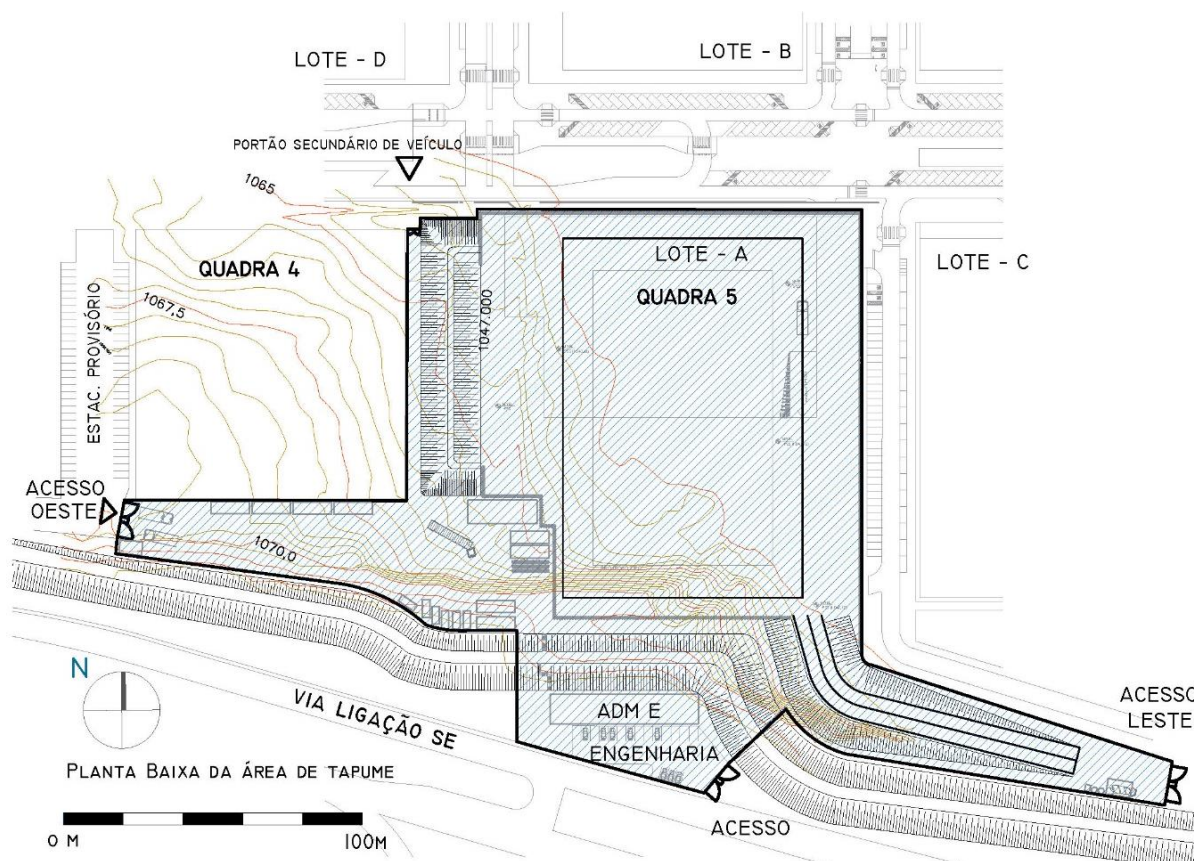 LOTE - D
LOTE - B
PORTÃO SECUNDÁRIO DE VEÍCULO
1065
LOTE - A
LOTE - C
QUADRA 4
QUADRA 5
1067,5
1047.000
ESTAC. PROVISÓRIO
ACESSO
OESTE
1070,0
N
VIA LIGAÇÃO SE
ADM E
ENGENHARIA
ACESSO
LESTE
PLANTA BAIXA DA ÁREA DE TAPUME
0 M
100M
ACESSO